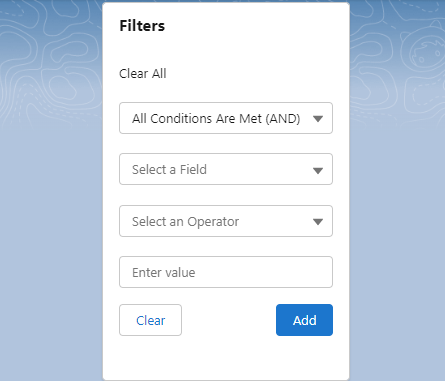 Filters
Clear All
All Conditions Are Met (AND)
Select a Field
Select an Operator
Enter value
Clear
Add